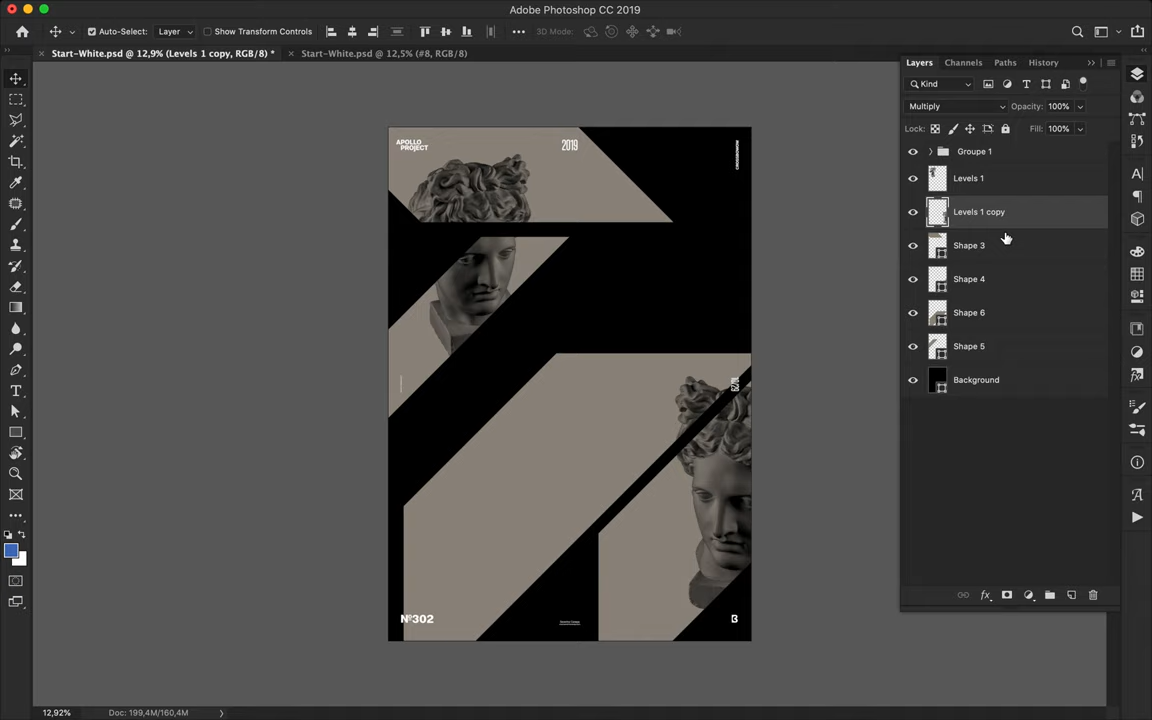 Adobe Photoshop CC 2019
Auto-Select: Layer Show Transform Controls 3D Mode:
Start-White.psd @ 12,9% (Levels 1 copy, RGB/8) * Start-White.psd @ 12,5% (#8, RGB/8)
Layers Channels Paths History
Kind
Multiply Opacity: 100%
Lock: Fill: 100%
Groupe 1
Levels 1
Levels 1 copy
Shape 3
Shape 4
Shape 6
Shape 5
Background
APOLLO
PROJECT
2019
Nº302
B
12,92% Doc: 199,4M/160,4M